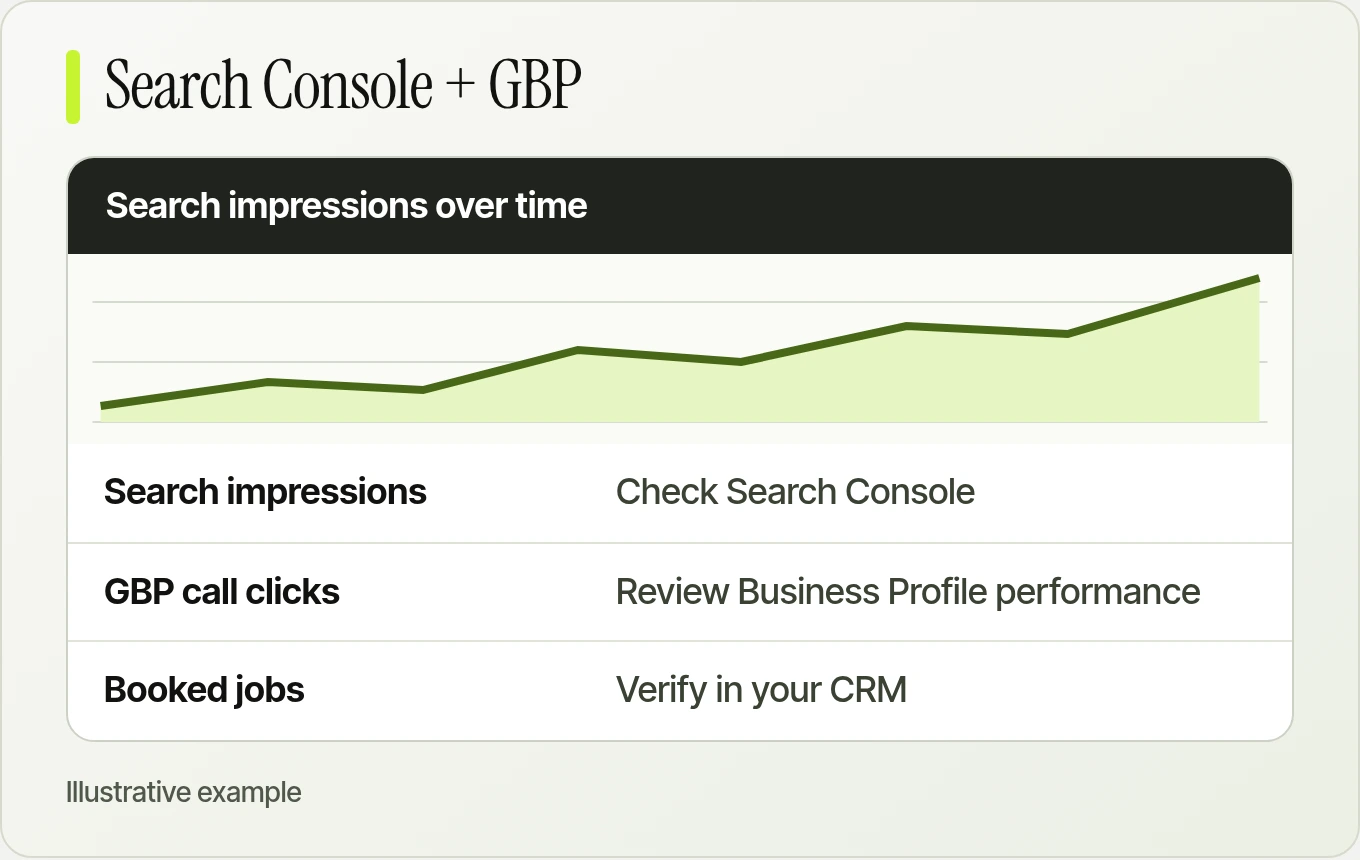 Search Console + GBP
Search impressions over time
Search impressions Check Search Console
GBP call clicks Review Business Profile performance
Booked jobs Verify in your CRM
Illustrative example